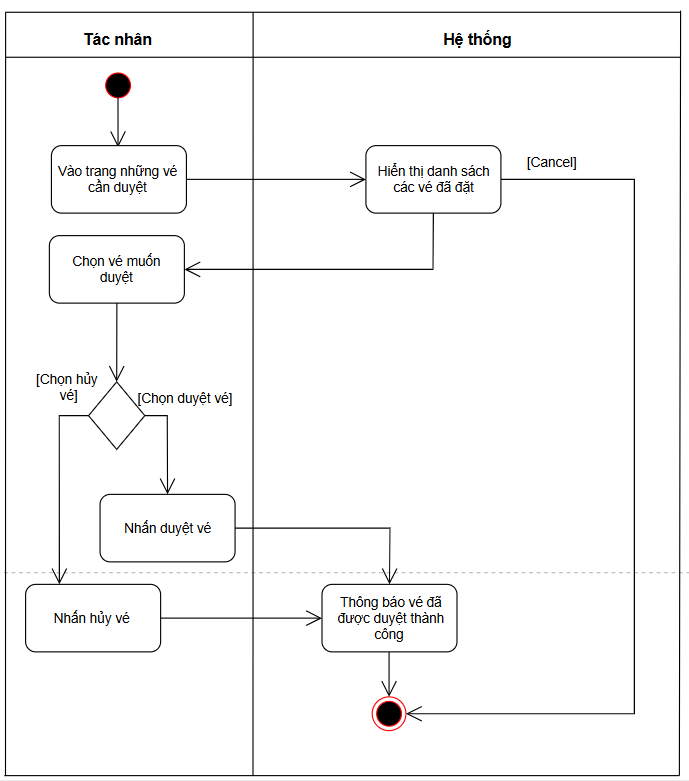 Tác nhân
Hệ thống
Vào trang những vé
cần duyệt
Hiển thị danh sách
các vé đã đặt
[Cancel]
Chọn vé muốn
duyệt
[Chọn hủy
vé]
[Chọn duyệt vé]
Nhấn duyệt vé
Nhấn hủy vé
Thông báo vé đã
được duyệt thành
công